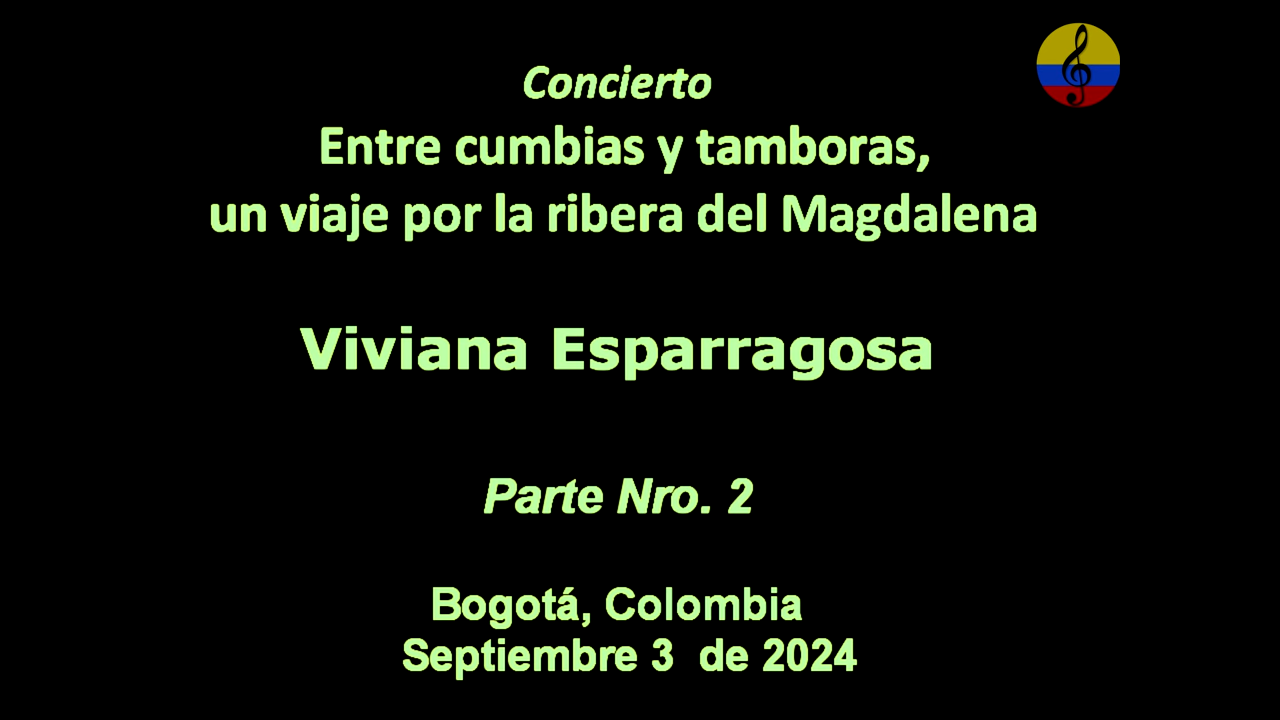 Concierto
Entre cumbias y tamboras,
un viaje por la ribera del Magdalena
Viviana Esparragosa
Parte Nro. 2
Bogotá, Colombia
Septiembre 3 de 2024